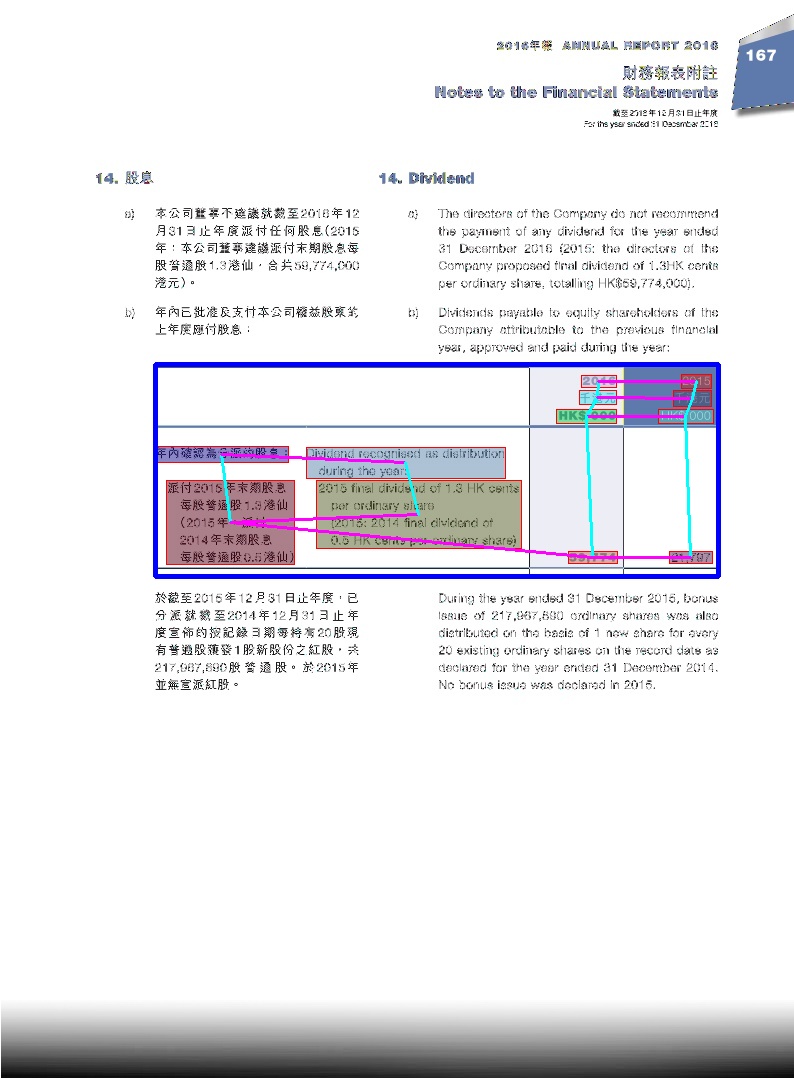 2016年報 ANNUAL REPORT 2016
167
財務報表附註
Notes to the Financial Statements
截至2016年12月31日止年度
For the year ended 31 December 2016
14. 股息
a) 本公司董事不建議就截至2016年12
月31日止年度派付任何股息(2015
年：本公司董事建議派付末期股息每
股普通股1.3港仙，合共59,774,000
港元)。
b) 年內已批准及支付本公司權益股東的
上年度應付股息：
14. Dividend
a) The directors of the Company do not recommend
the payment of any dividend for the year ended
31 December 2016 (2015: the directors of the
Company proposed final dividend of 1.3HK cents
per ordinary share, totalling HK$59,774,000).
b) Dividends payable to equity shareholders of the
Company attributable to the previous financial
year, approved and paid during the year:
2016 2015
千港元 千港元
HK$'000 HK$'000
年內確認為分派的股息： Dividend recognised as distribution
during the year:
派付2015年末期股息
每股普通股1.3港仙
(2015年：派付
2014年末期股息
每股普通股0.5港仙)
2015 final dividend of 1.3 HK cents
per ordinary share
(2015: 2014 final dividend of
0.5 HK cents per ordinary share)
59,774 21,797
於截至2015年12月31日止年度，已
分派就截至2014年12月31日止年
度宣佈的按記錄日期每持有20股現
有普通股獲發1股新股份之紅股，共
217,967,890股普通股。於2015年
並無宣派紅股。
During the year ended 31 December 2015, bonus
issue of 217,967,890 ordinary shares was also
distributed on the basis of 1 new share for every
20 existing ordinary shares on the record date as
declared for the year ended 31 December 2014.
No bonus issue was declared in 2015.